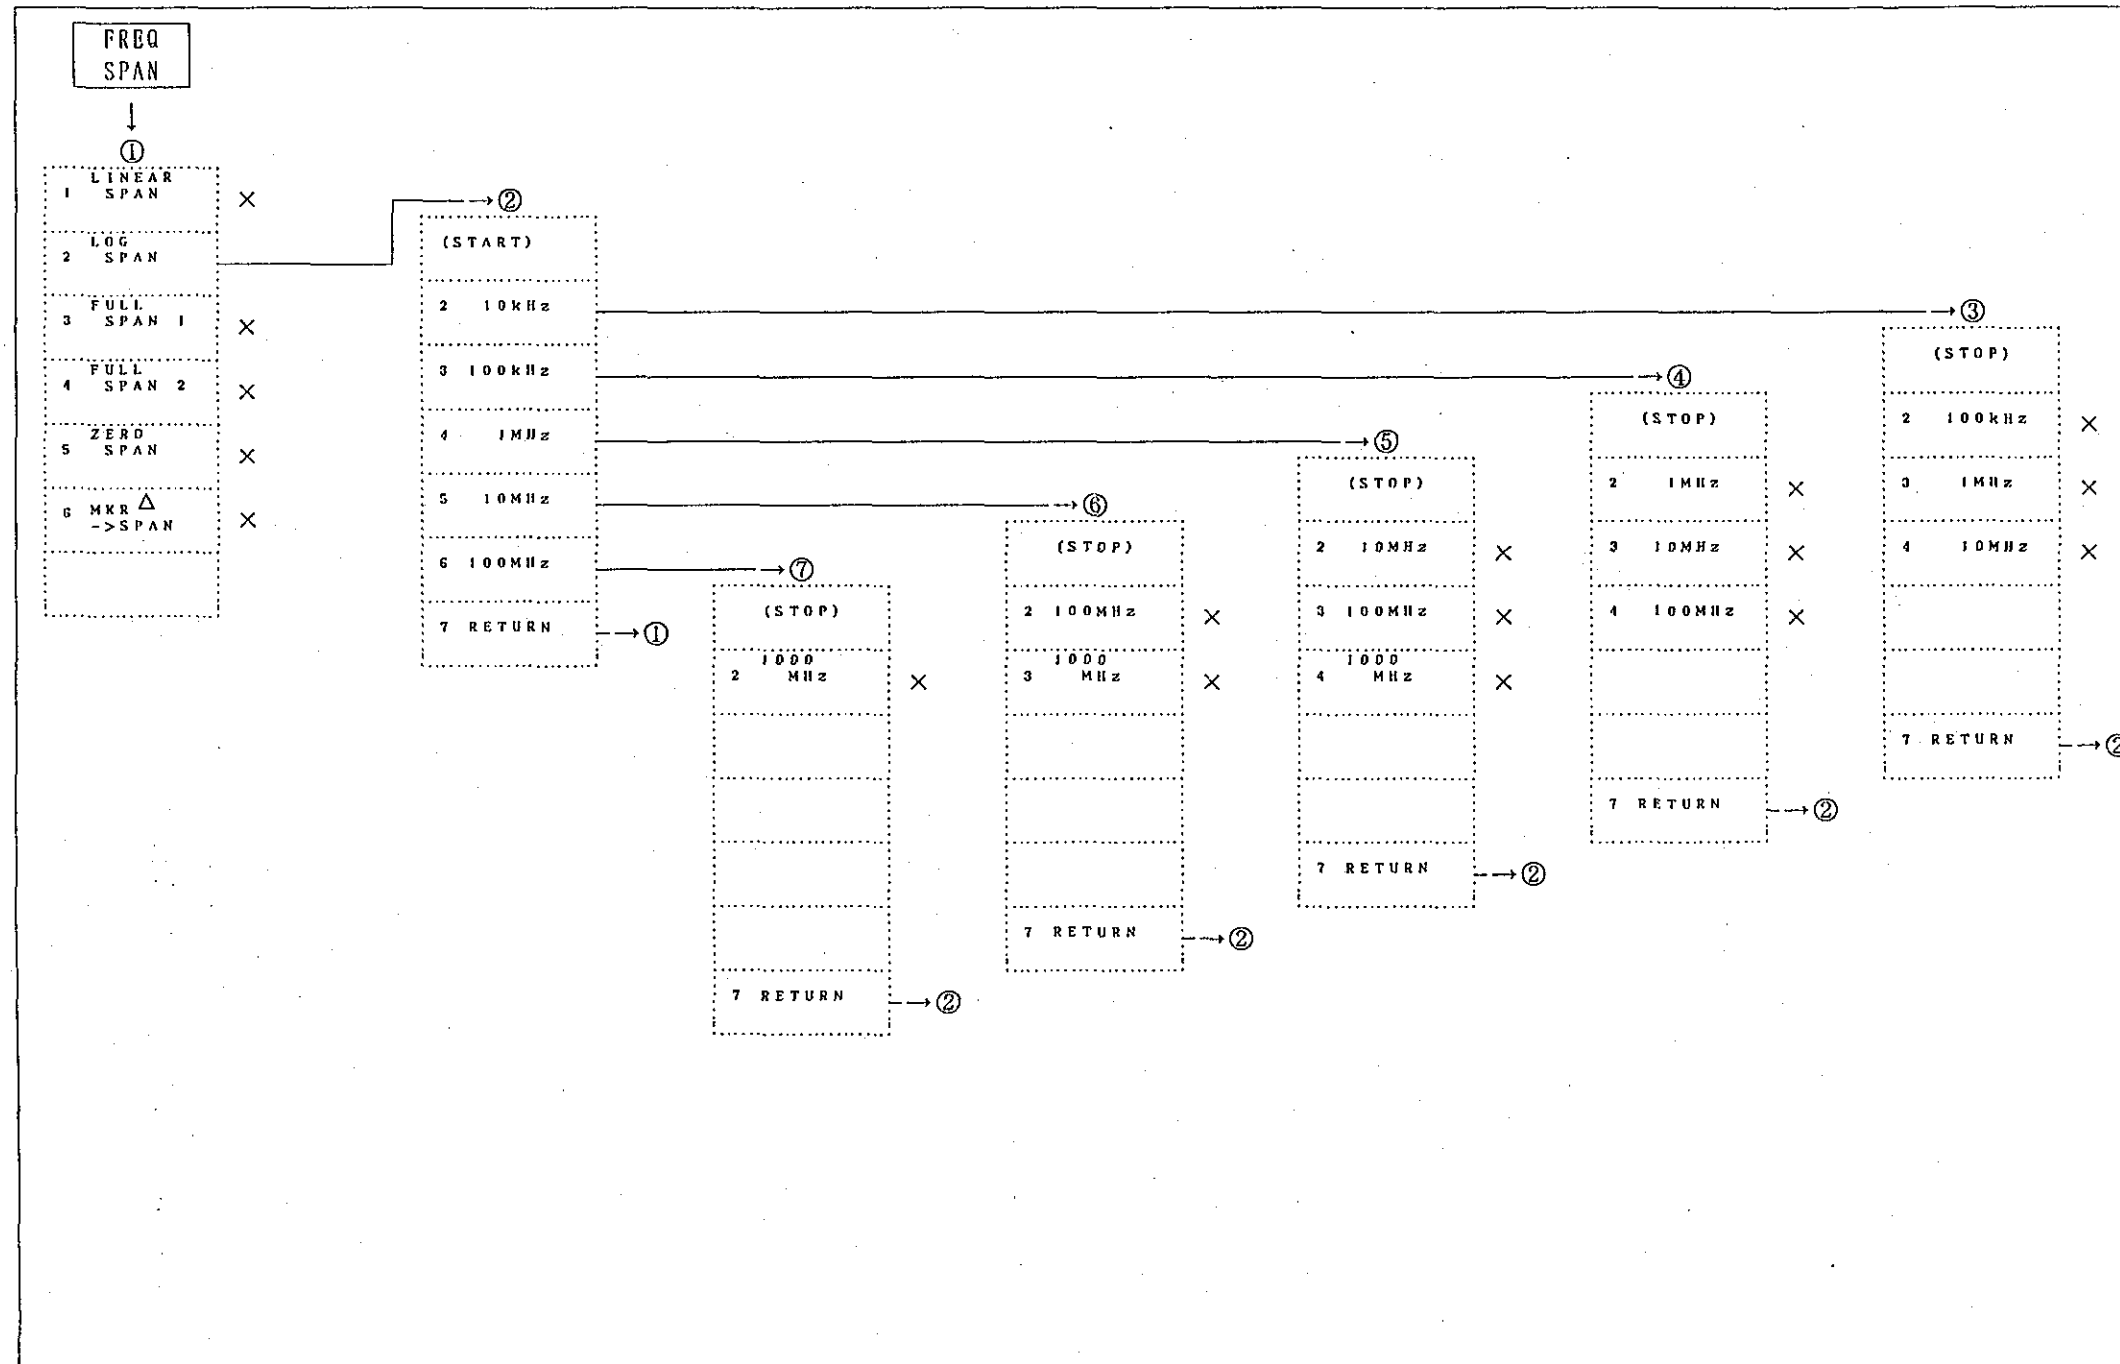 FREQ
SPAN
↓
①
LINEAR
1 SPAN ×
LOG
2 SPAN
FULL
3 SPAN 1 ×
FULL
4 SPAN 2 ×
ZERO
5 SPAN ×
6 MKR Δ
->SPAN ×
→②
(START)
2 10kHz
3 100kHz
4 1MHz
5 10MHz
6 100MHz
7 RETURN →①
→⑦
(STOP)
1000
2 MHz ×
7 RETURN →②
→⑥
(STOP)
2 100MHz ×
1000
3 MHz ×
7 RETURN →②
→⑤
(STOP)
2 10MHz ×
3 100MHz ×
1000
4 MHz ×
7 RETURN →②
→④
(STOP)
2 1MHz ×
3 10MHz ×
4 100MHz ×
7 RETURN →②
→③
(STOP)
2 100kHz ×
3 1MHz ×
4 10MHz ×
7 RETURN →②